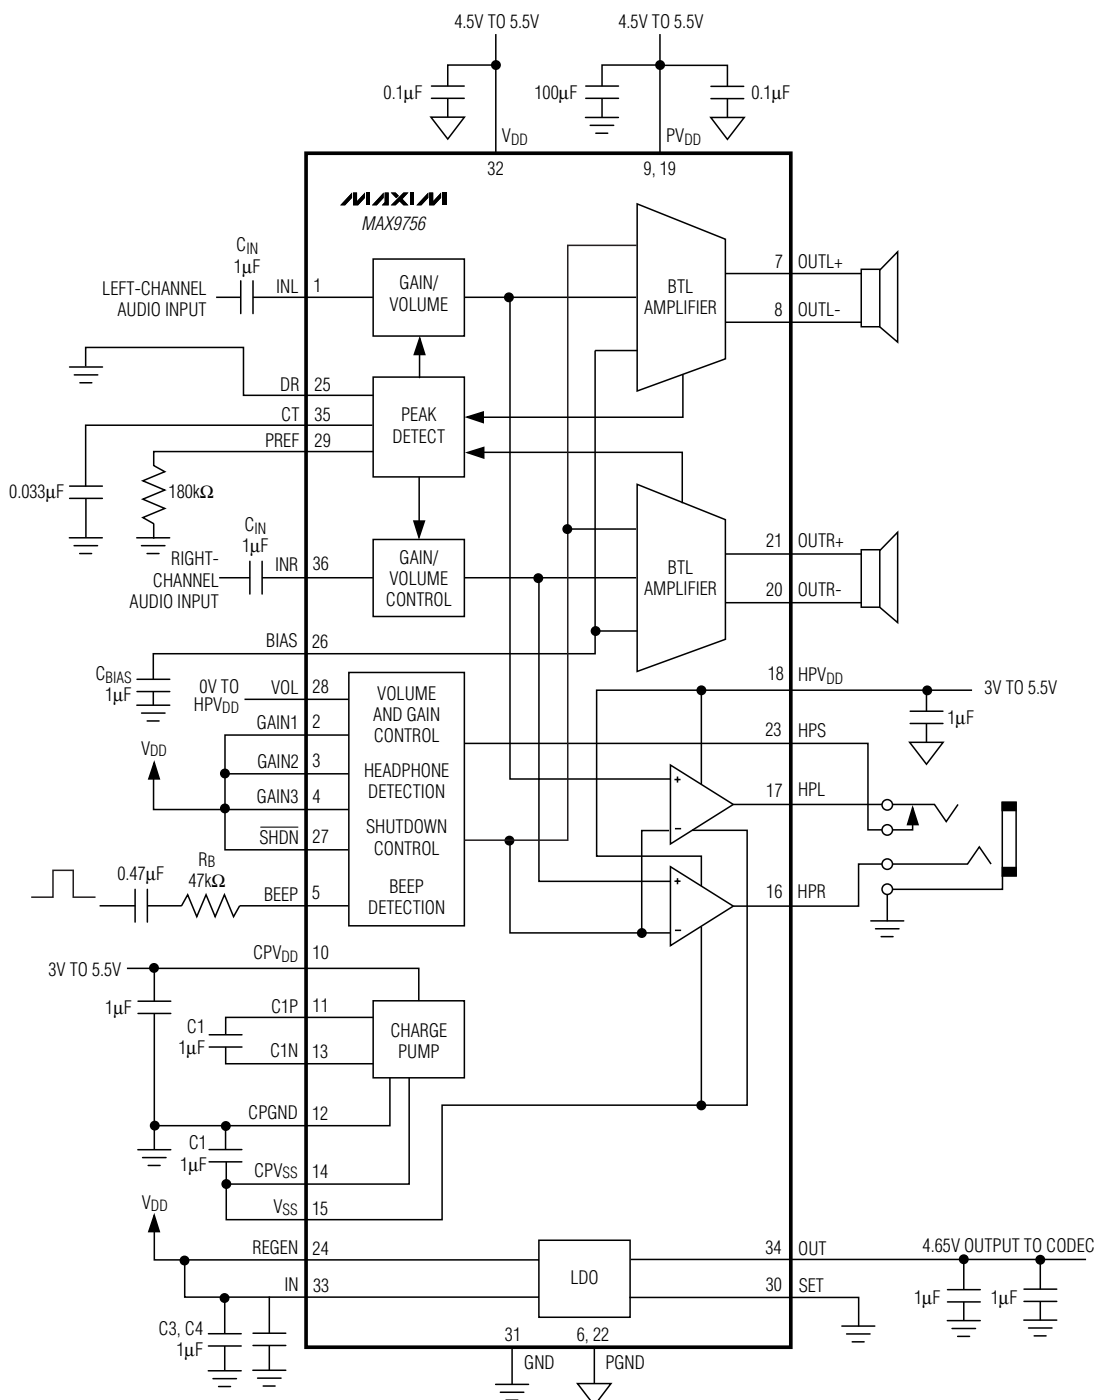 4.5V TO 5.5V
4.5V TO 5.5V
0.1µF
100µF
0.1µF
VDD
PVDD
32
9, 19
MAXIM
MAX9756
CIN
1µF
LEFT-CHANNEL
AUDIO INPUT
INL
1
GAIN/
VOLUME
BTL
AMPLIFIER
7
OUTL+
8
OUTL-
DR
25
CT
35
PREF
29
PEAK
DETECT
0.033µF
180kΩ
CIN
1µF
RIGHT-
CHANNEL
AUDIO INPUT
INR
36
GAIN/
VOLUME
CONTROL
BTL
AMPLIFIER
21
OUTR+
20
OUTR-
BIAS
26
CBIAS
1µF
0V TO
HPVDD
VOL
28
GAIN1
2
VDD
GAIN2
3
GAIN3
4
SHDN
27
VOLUME
AND GAIN
CONTROL
HEADPHONE
DETECTION
SHUTDOWN
CONTROL
BEEP
DETECTION
18
HPVDD
3V TO 5.5V
1µF
23
HPS
+
−
17
HPL
+
−
16
HPR
0.47µF
RB
47kΩ
BEEP
5
CPVDD
10
3V TO 5.5V
1µF
C1P
11
C1
1µF
C1N
13
CHARGE
PUMP
CPGND
12
C1
1µF
CPVSS
14
VSS
15
VDD
REGEN
24
IN
33
LDO
34
OUT
4.65V OUTPUT TO CODEC
30
SET
1µF
1µF
C3, C4
1µF
31
GND
6, 22
PGND